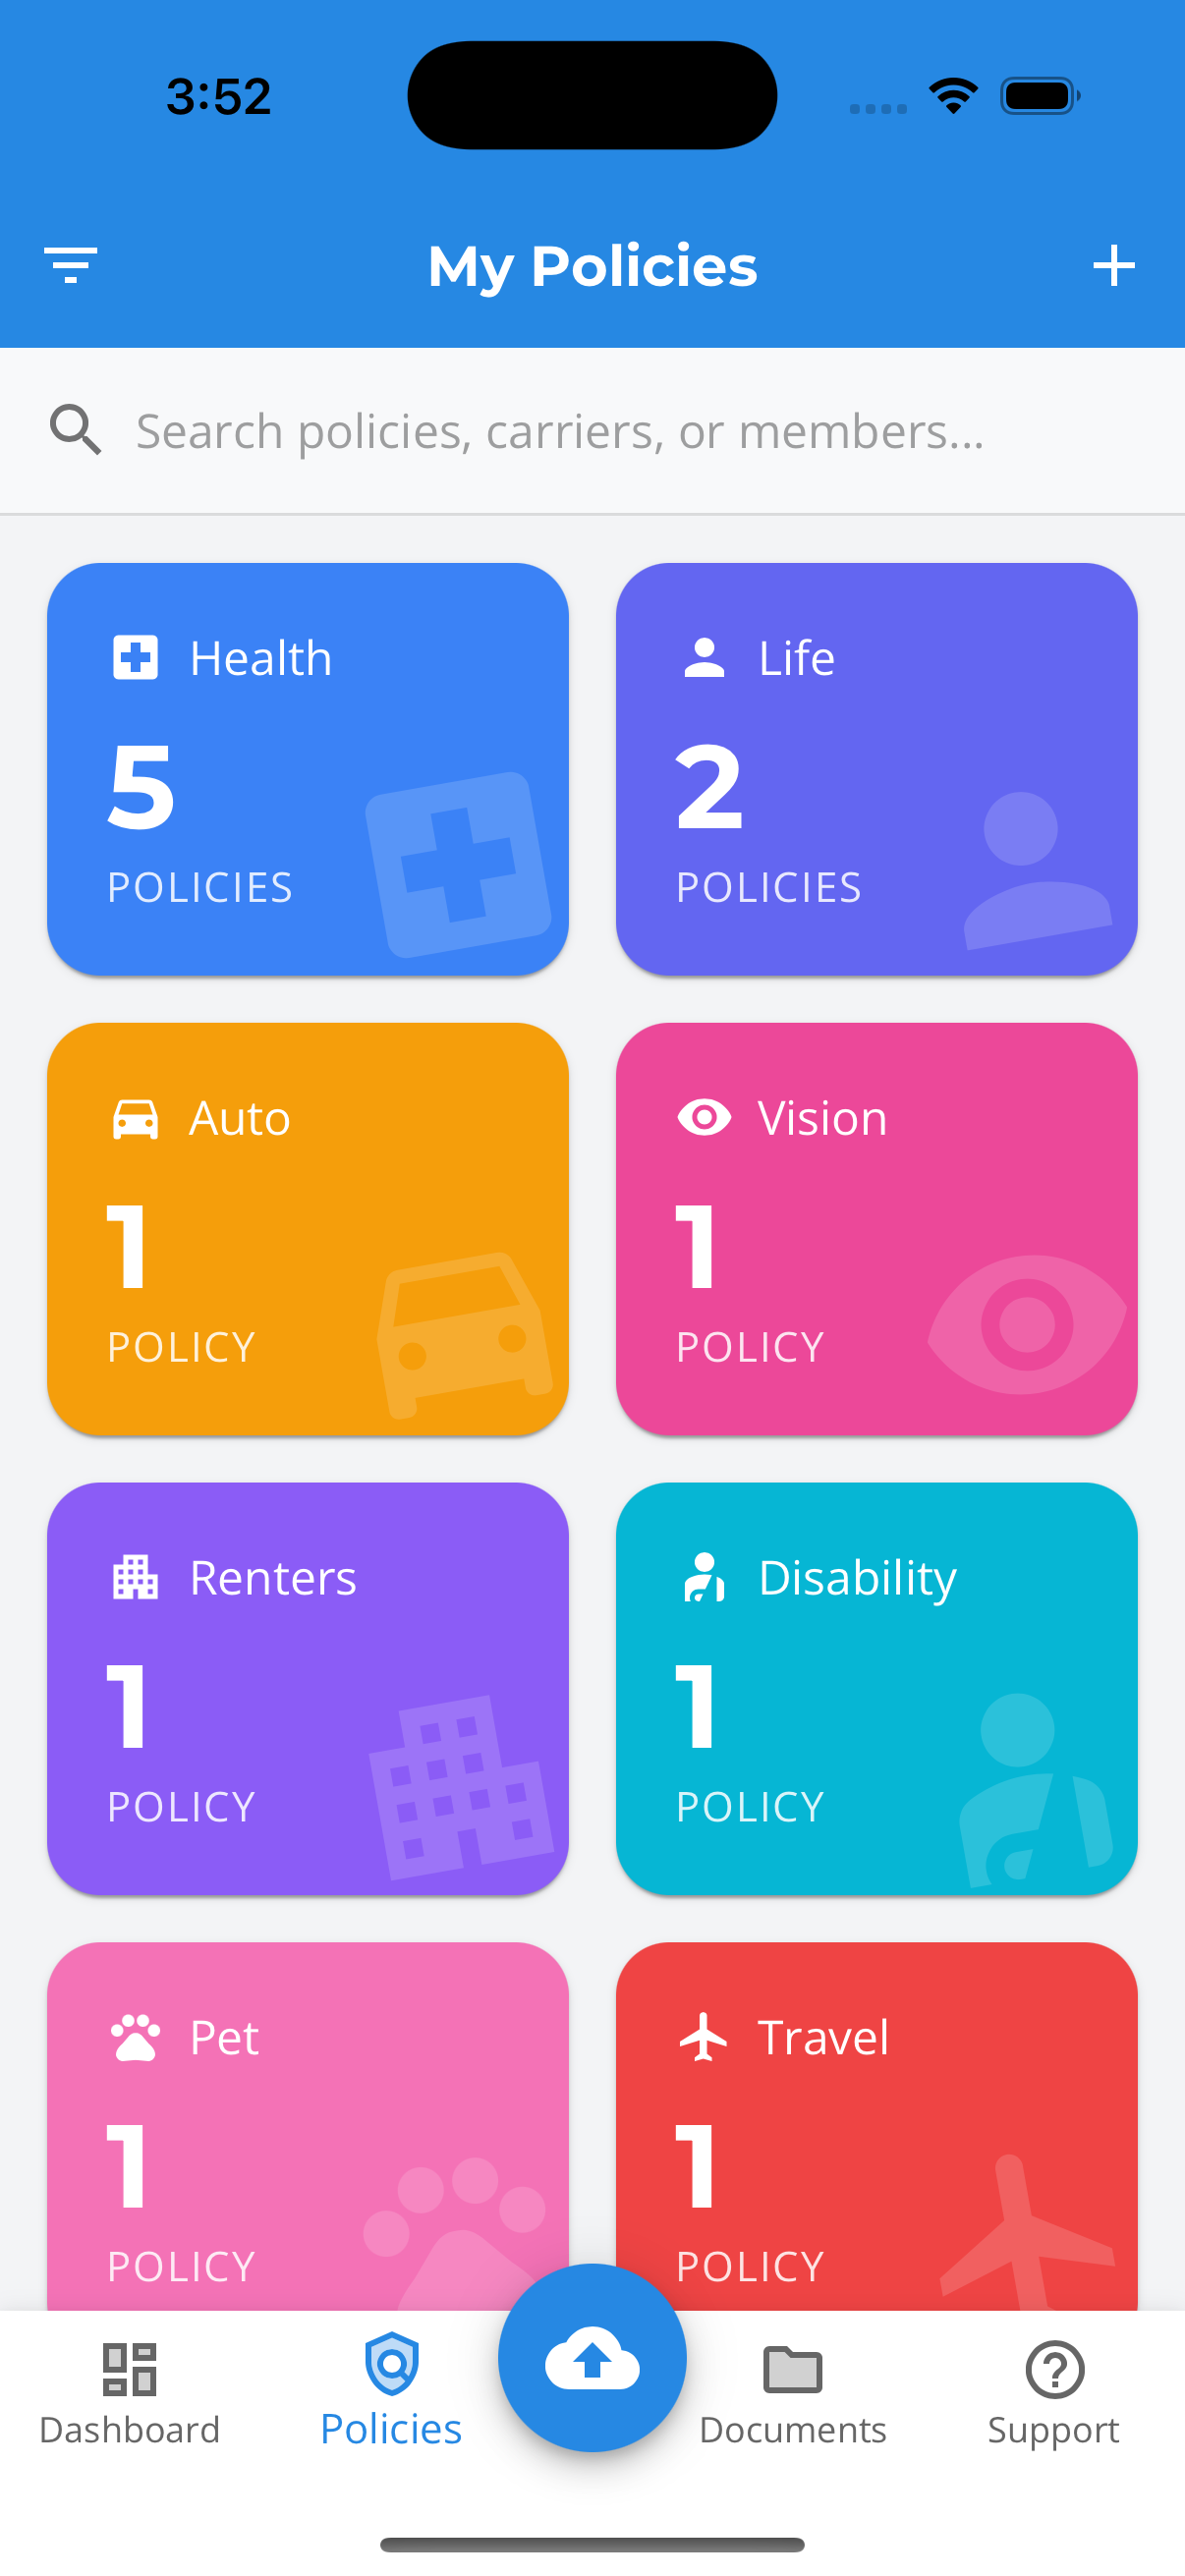 3:52
My Policies
Search policies, carriers, or members...
Health
5
POLICIES
Life
2
POLICIES
Auto
1
POLICY
Vision
1
POLICY
Renters
1
POLICY
Disability
1
POLICY
Pet
1
POLICY
Travel
1
POLICY
Dashboard
Policies
Documents
Support